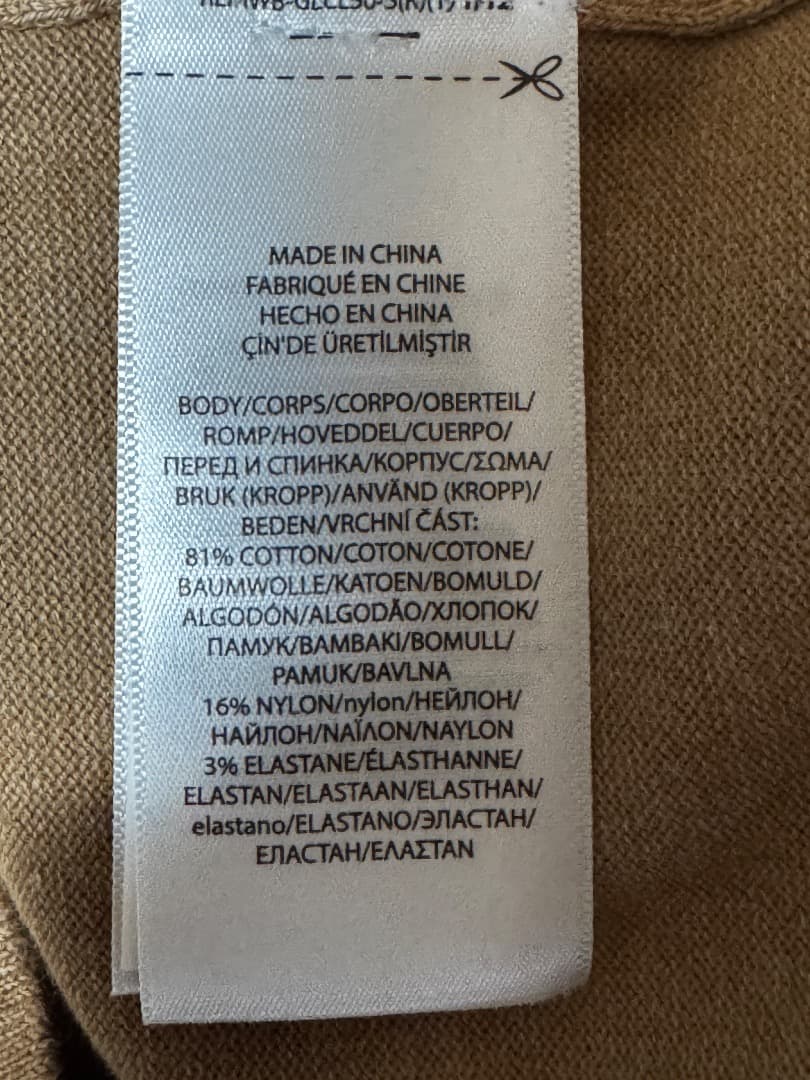 MADE IN CHINA
FABRIQUÉ EN CHINE
HECHO EN CHINA
ÇİN'DE ÜRETİLMİŞTİR
BODY/CORPS/CORPO/OBERTEIL/
ROMP/HOVEDDEL/CUERPO/
ПЕРЕД И СПИНКА/КОРПУС/ΣΩΜΑ/
BRUK (KROPP)/ANVÄND (KROPP)/
BEDEN/VRCHNÍ ČÁST:
81% COTTON/COTON/COTONE/
BAUMWOLLE/KATOEN/BOMULD/
ALGODÓN/ALGODÃO/ХЛОПОК/
ПАМУК/ΒΑΜΒΑΚΙ/BOMULL/
PAMUK/BAVLNA
16% NYLON/nylon/НЕЙЛОН/
НАЙЛОН/ΝΑΪΛΟΝ/NAYLON
3% ELASTANE/ÉLASTHANNE/
ELASTAN/ELASTAAN/ELASTHAN/
elastano/ELASTANO/ЭЛАСТАН/
ЕЛАСТАН/ΕΛΑΣΤΑΝ